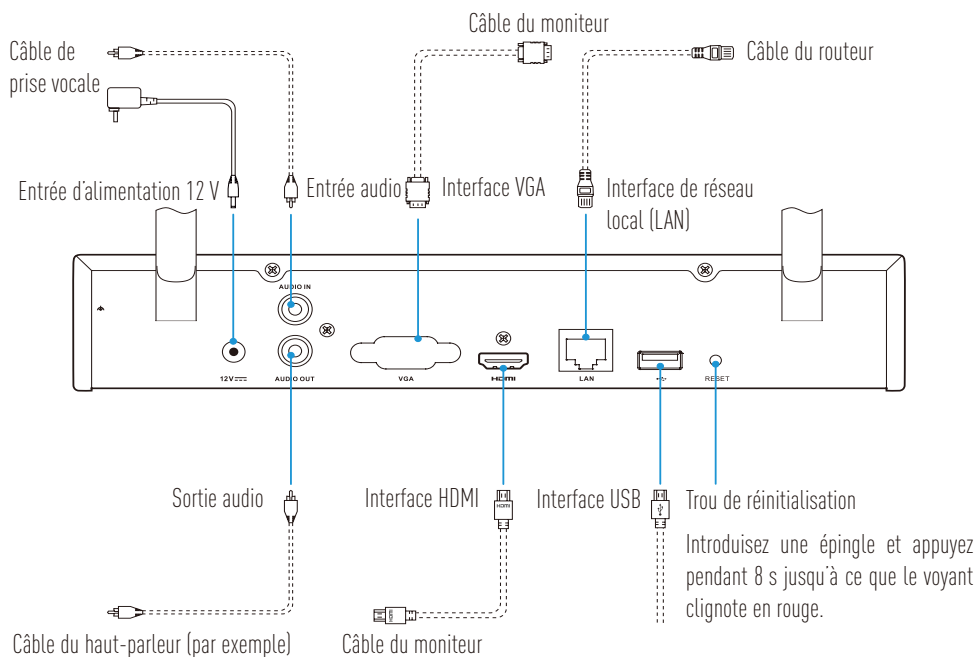 Câble du moniteur
Câble de
prise vocale
Câble du routeur
Entrée d'alimentation 12 V
Entrée audio
Interface VGA
Interface de réseau
local (LAN)
AUDIO IN
12V
AUDIO OUT
VGA
HDMI
LAN
RESET
Sortie audio
Interface HDMI
HDMI
Interface USB
Trou de réinitialisation
Introduisez une épingle et appuyez
pendant 8 s jusqu'à ce que le voyant
clignote en rouge.
HDMI
Câble du haut-parleur (par exemple)
Câble du moniteur